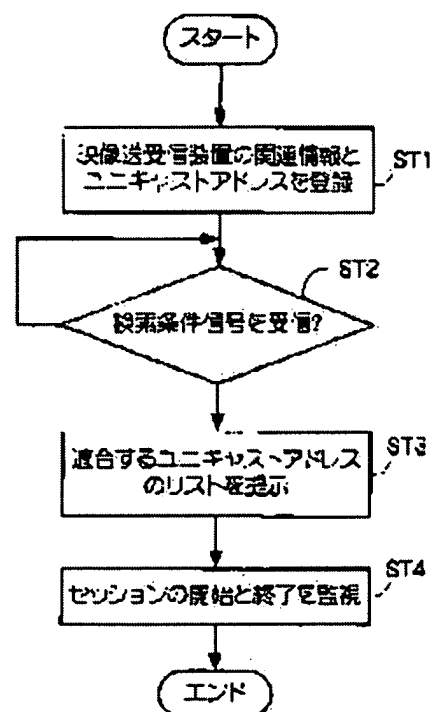 スタート
映像送受信装置の関連情報と
ユニキャストアドレスを登録
ST1
ST2
検索条件信号を受信?
適合するユニキャストアドレス
のリストを提示
ST3
セッションの開始と終了を監視
ST4
エンド